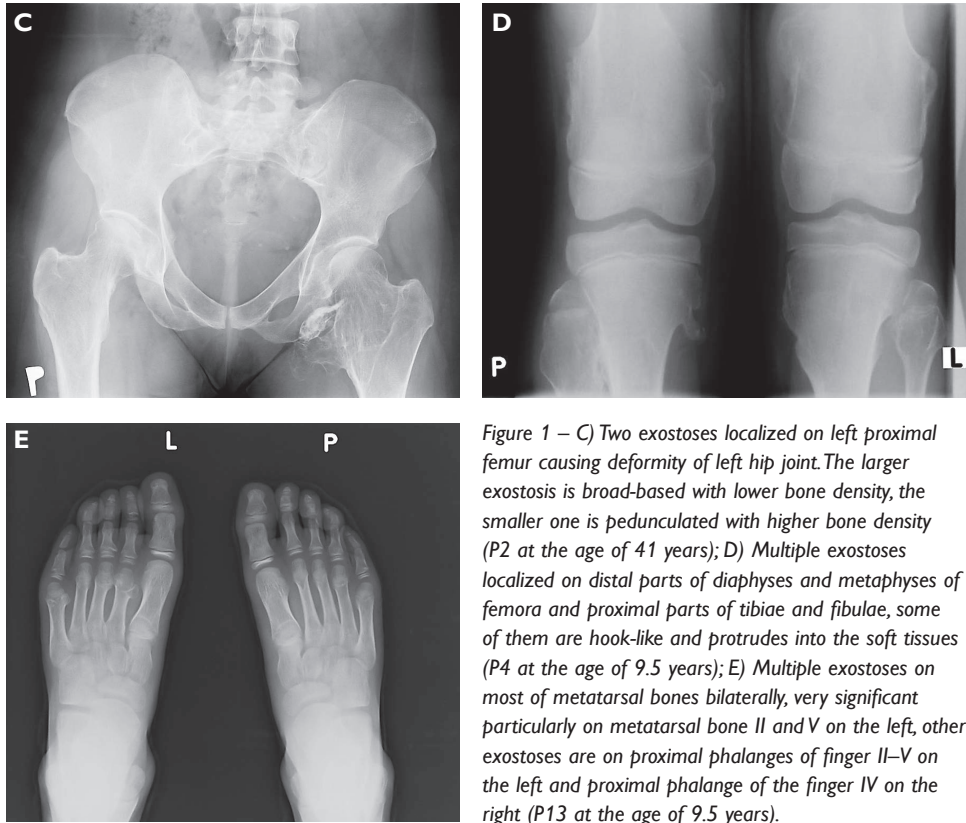 C
P
D
P
L
E
L
P
Figure 1 – C) Two exostoses localized on left proximal
femur causing deformity of left hip joint. The larger
exostosis is broad-based with lower bone density, the
smaller one is pedunculated with higher bone density
(P2 at the age of 41 years); D) Multiple exostoses
localized on distal parts of diaphyses and metaphyses of
femora and proximal parts of tibiae and fibulae, some
of them are hook-like and protrudes into the soft tissues
(P4 at the age of 9.5 years); E) Multiple exostoses on
most of metatarsal bones bilaterally, very significant
particularly on metatarsal bone II and V on the left, other
exostoses are on proximal phalanges of finger II–V on
the left and proximal phalange of the finger IV on the
right (P13 at the age of 9.5 years).